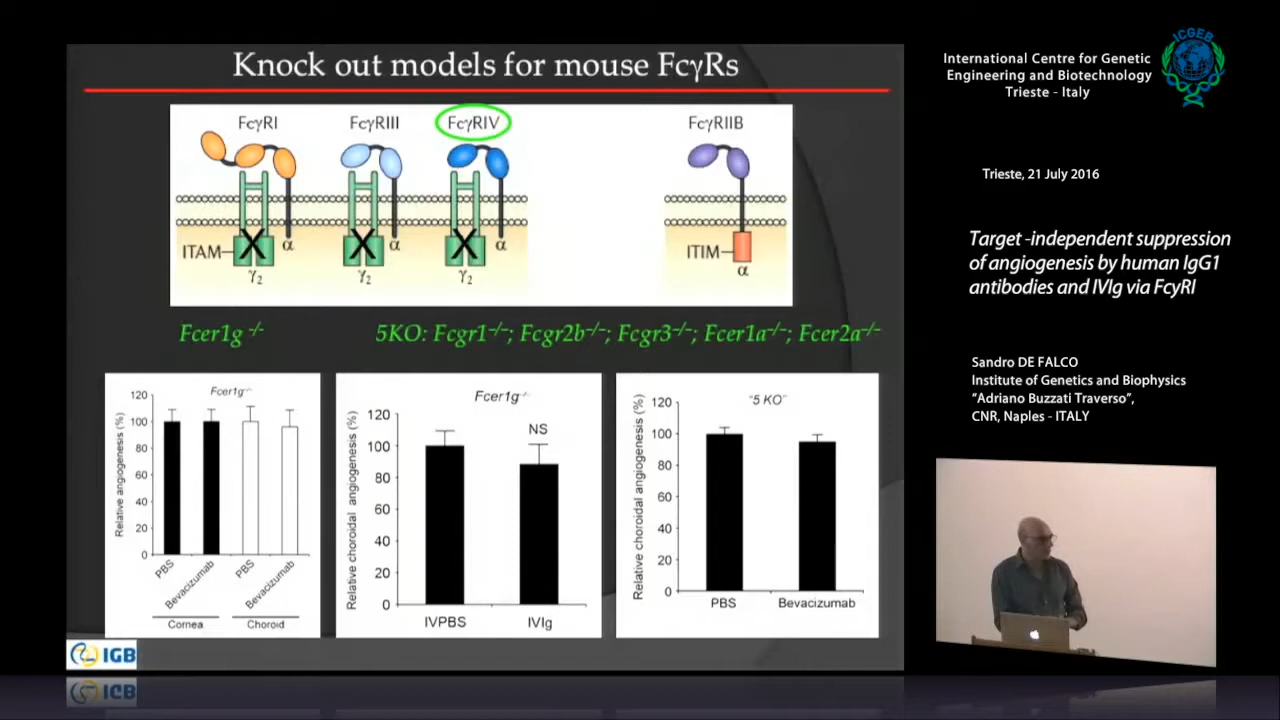 Knock out models for mouse FcγRs
FcγRI
FcγRIII
FcγRIV
FcγRIIB
ITAM
X
α
γ2
X
α
γ2
X
α
γ2
ITIM
α
Fcer1g -/-
5KO: Fcgr1-/-; Fcgr2b-/-; Fcgr3-/-; Fcer1a-/-; Fcer2a-/-
Fcer1g-/-
Relative angiogenesis (%)
120
100
80
60
40
20
0
PBS
Bevacizumab
PBS
Bevacizumab
Cornea
Choroid
Fcer1g-/-
NS
Relative choroidal angiogenesis (%)
120
100
80
60
40
20
0
IVPBS
IVIg
"5 KO"
Relative choroidal angiogenesis (%)
120
100
80
60
40
20
0
PBS
Bevacizumab
IGB
ICGEB
International Centre for Genetic
Engineering and Biotechnology
Trieste - Italy
Trieste, 21 July 2016
Target -independent suppression
of angiogenesis by human IgG1
antibodies and IVIg via FcγRI
Sandro DE FALCO
Institute of Genetics and Biophysics
"Adriano Buzzati Traverso",
CNR, Naples - ITALY